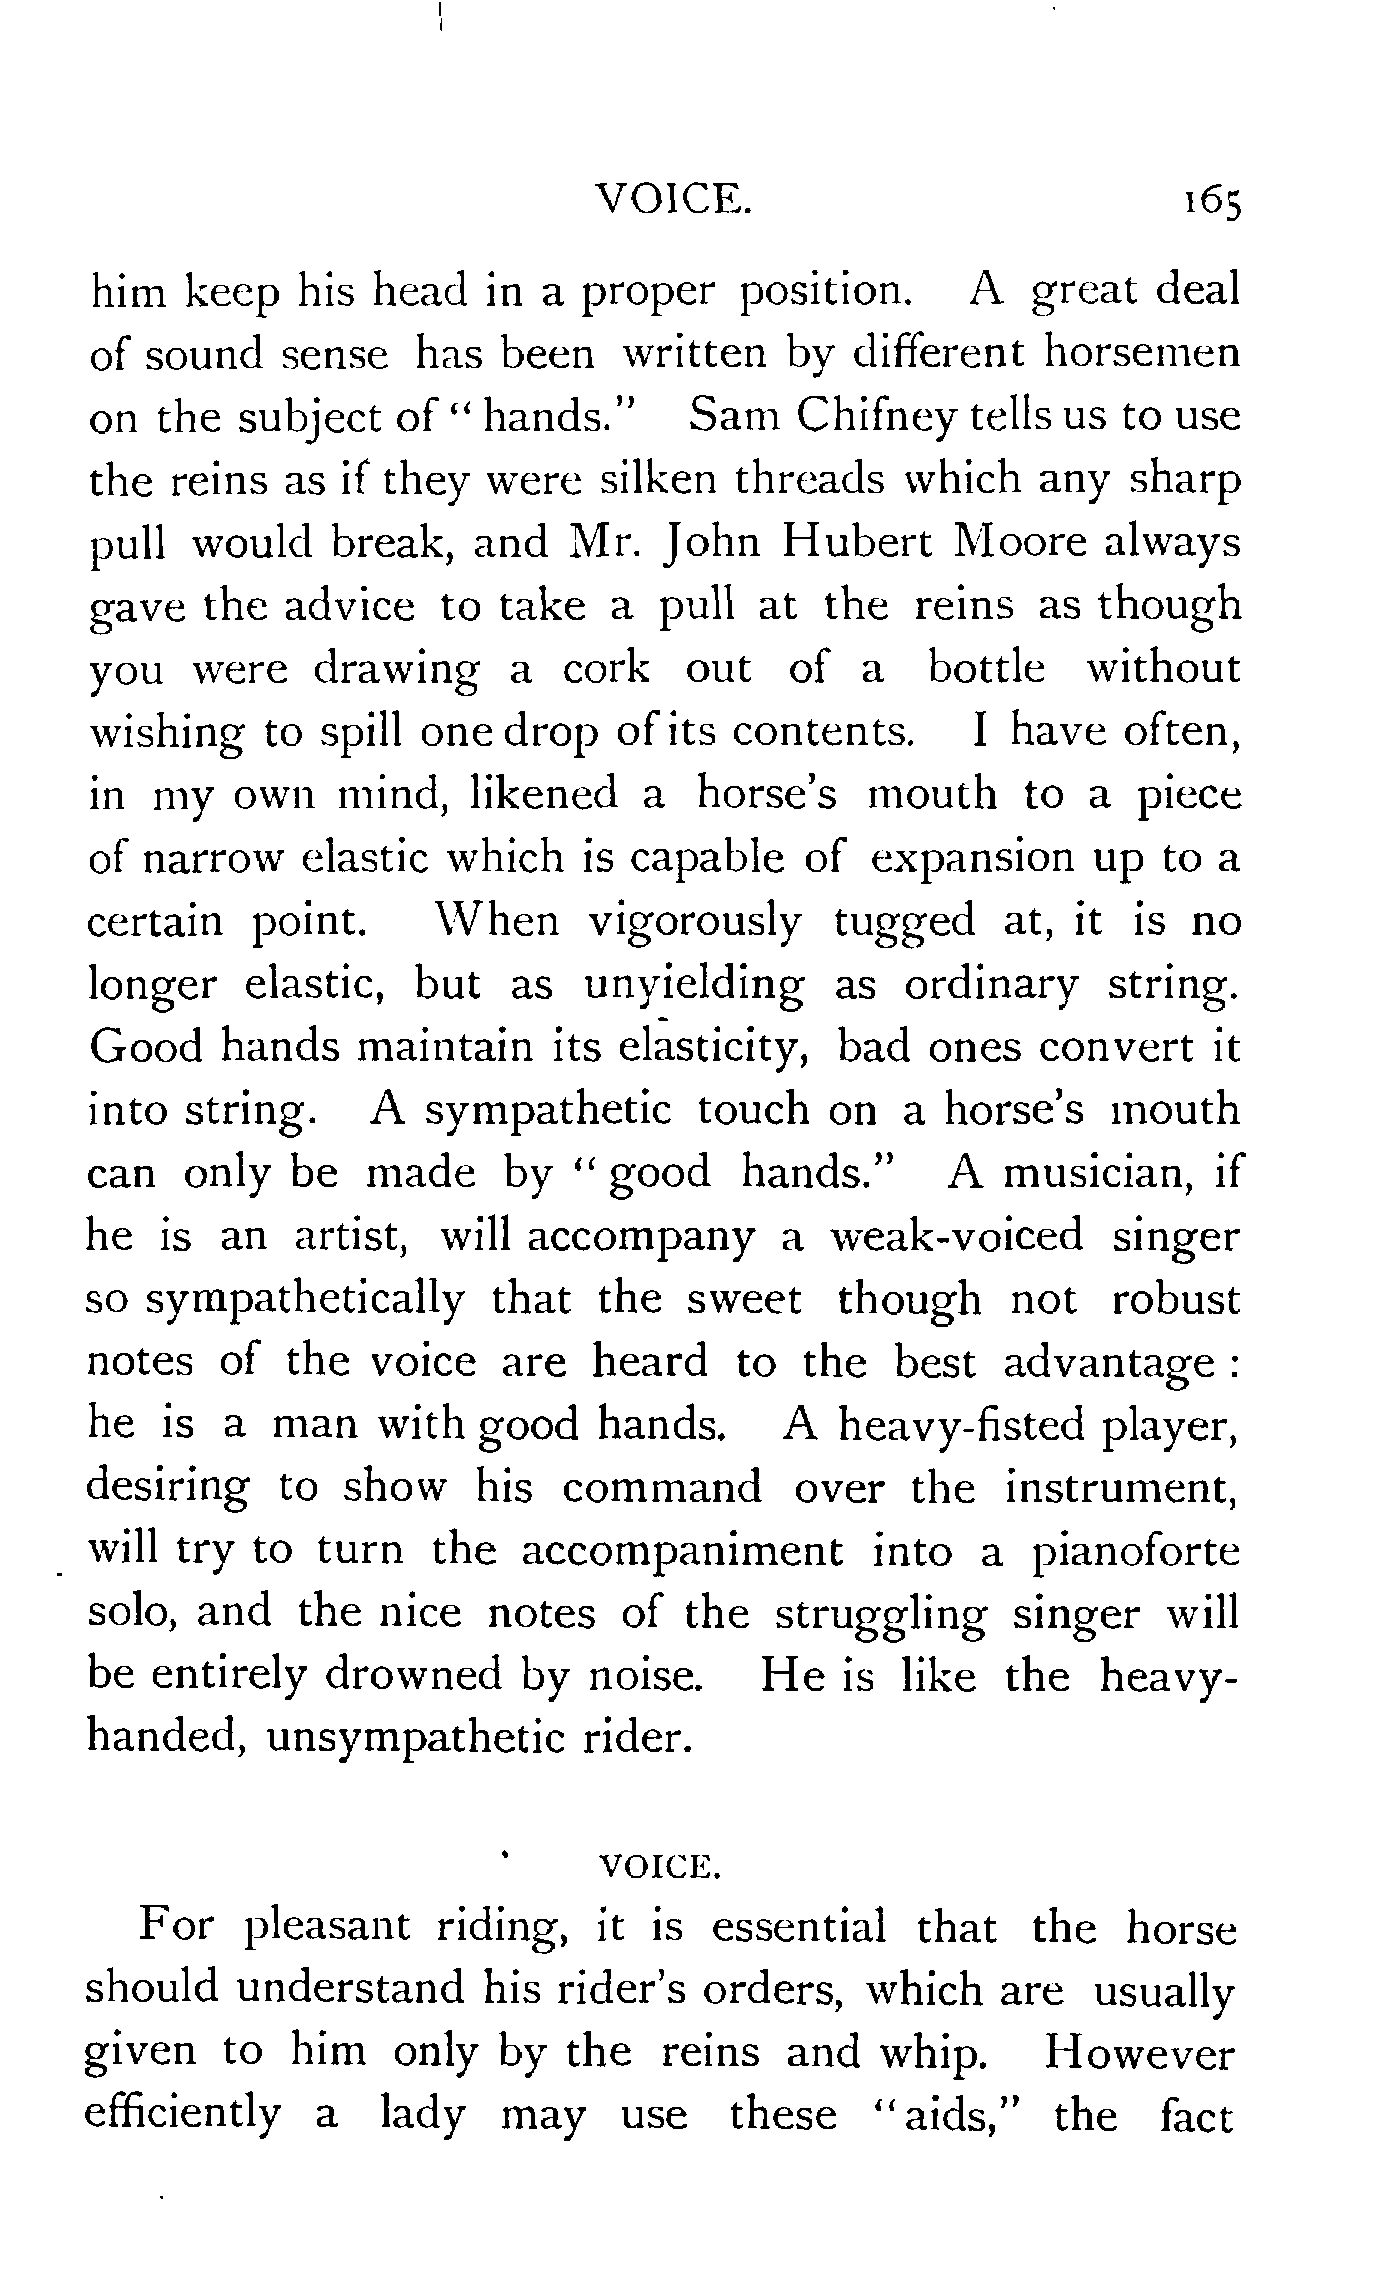 VOICE. 165
him keep his head in a proper position. A great deal
of sound sense has been written by different horsemen
on the subject of “hands.” Sam Chifney tells us to use
the reins as if they were silken threads which any sharp
pull would break, and Mr. John Hubert Moore always
gave the advice to take a pull at the reins as though
you were drawing a cork out of a bottle without
wishing to spill one drop of its contents. I have often,
in my own mind, likened a horse’s mouth to a piece
of narrow elastic which is capable of expansion up to a
certain point. When vigorously tugged at, it is no
longer elastic, but as unyielding as ordinary string.
Good hands maintain its elasticity, bad ones convert it
into string. A sympathetic touch on a horse’s mouth
can only be made by “good hands.” A musician, if
he is an artist, will accompany a weak-voiced singer
so sympathetically that the sweet though not robust
notes of the voice are heard to the best advantage :
he is a man with good hands. A heavy-fisted player,
desiring to show his command over the instrument,
will try to turn the accompaniment into a pianoforte
solo, and the nice notes of the struggling singer will
be entirely drowned by noise. He is like the heavy-
handed, unsympathetic rider.
VOICE.
For pleasant riding, it is essential that the horse
should understand his rider’s orders, which are usually
given to him only by the reins and whip. However
efficiently a lady may use these “aids,” the fact